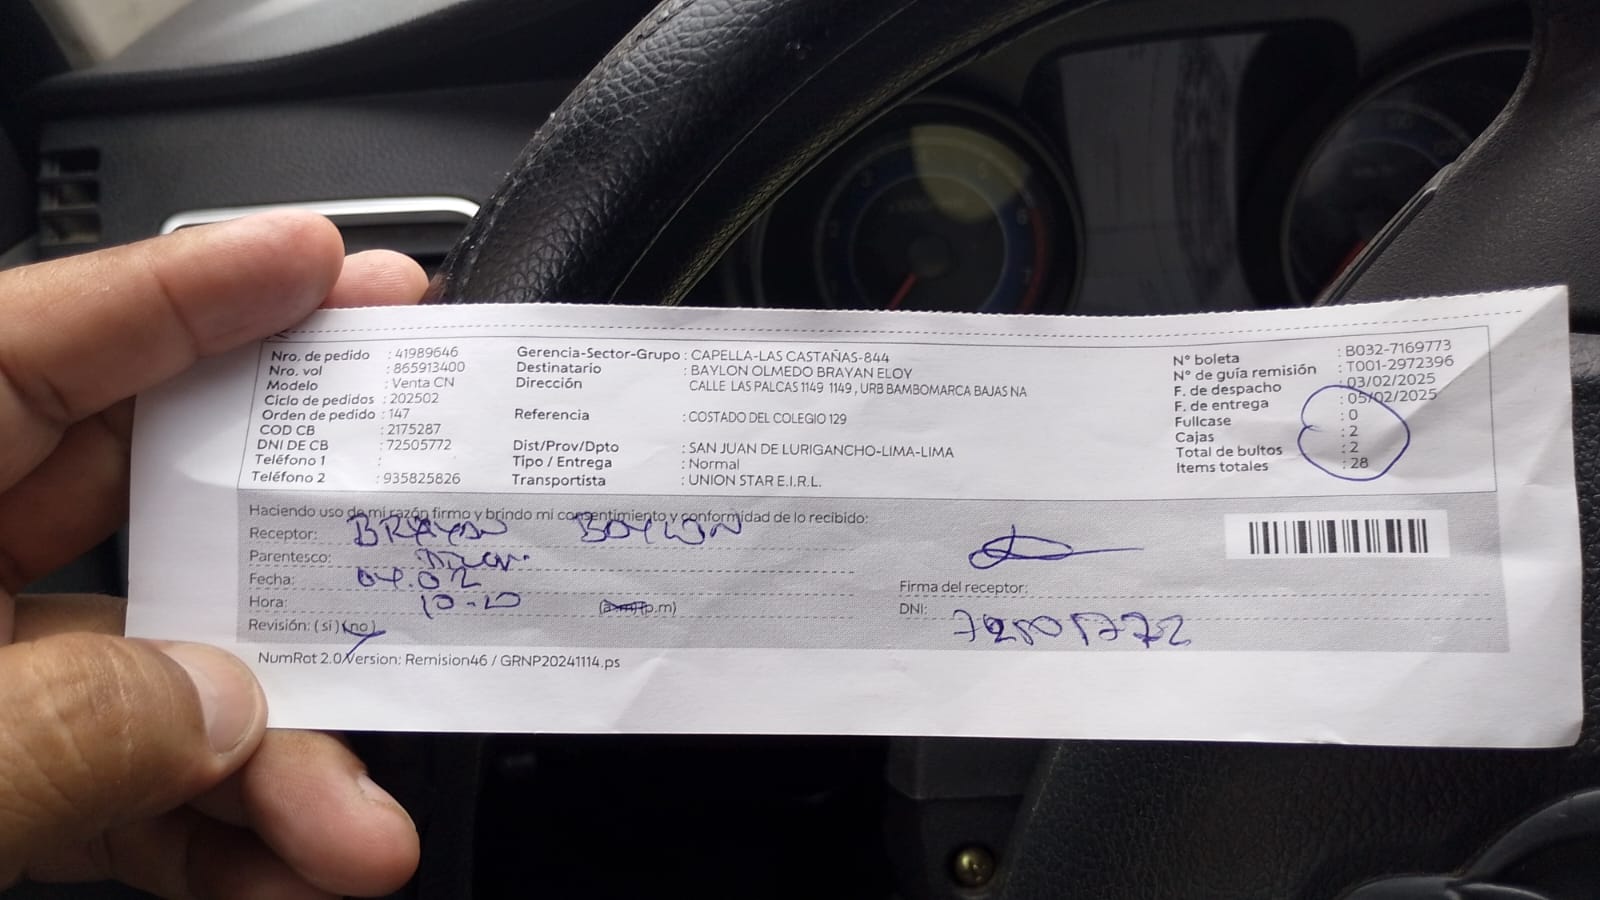 Nro. de pedido : 41989646
Nro. vol : 865913400
Modelo : Venta CN
Ciclo de pedidos : 202502
Orden de pedido : 147
COD CB : 2175287
DNI DE CB : 72505772
Teléfono 1 :
Teléfono 2 : 935825826
Gerencia-Sector-Grupo : CAPELLA-LAS CASTAÑAS-844
Destinatario : BAYLON OLMEDO BRAYAN ELOY
Dirección CALLE LAS PALCAS 1149 1149 , URB BAMBOMARCA BAJAS NA
Referencia : COSTADO DEL COLEGIO 129
Dist/Prov/Dpto : SAN JUAN DE LURIGANCHO-LIMA-LIMA
Tipo / Entrega : Normal
Transportista : UNION STAR E.I.R.L.
N° boleta : B032-7169773
N° de guía remisión : T001-2972396
F. de despacho : 03/02/2025
F. de entrega : 05/02/2025
Fullcase : 0
Cajas : 2
Total de bultos : 2
Items totales : 28
Haciendo uso de mi razón firmo y brindo mi consentimiento y conformidad de lo recibido:
Receptor: BRAYAN BAYLON
Parentesco:
Fecha: 04.02
Hora: 10-20 (a.m)(p.m)
Revisión: ( si ) (no)
Firma del receptor:
DNI:
NumRot 2.0/Version: Remision46 / GRNP20241114.ps